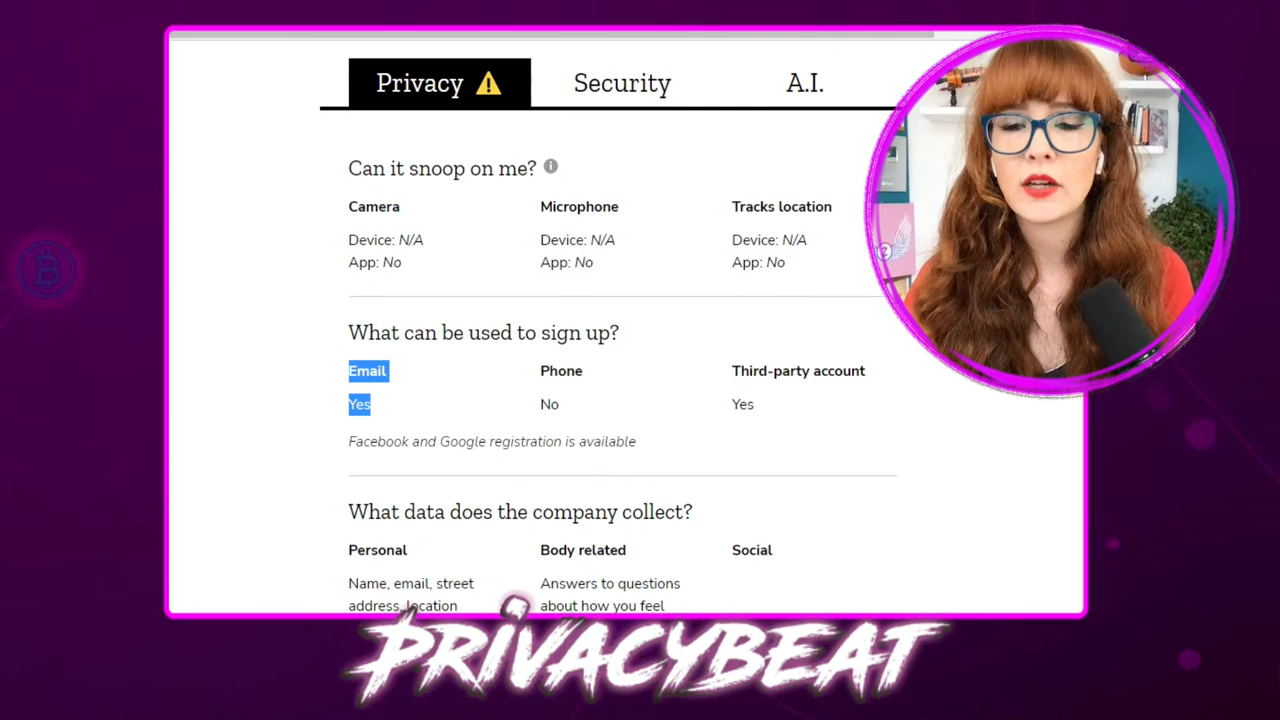 Privacy Security A.I.
Can it snoop on me?
Camera Microphone Tracks location
Device: N/A Device: N/A Device: N/A
App: No App: No App: No
What can be used to sign up?
Email Phone Third-party account
Yes No Yes
Facebook and Google registration is available
What data does the company collect?
Personal Body related Social
Name, email, street Answers to questions
address, location about how you feel
PRIVACYBEAT